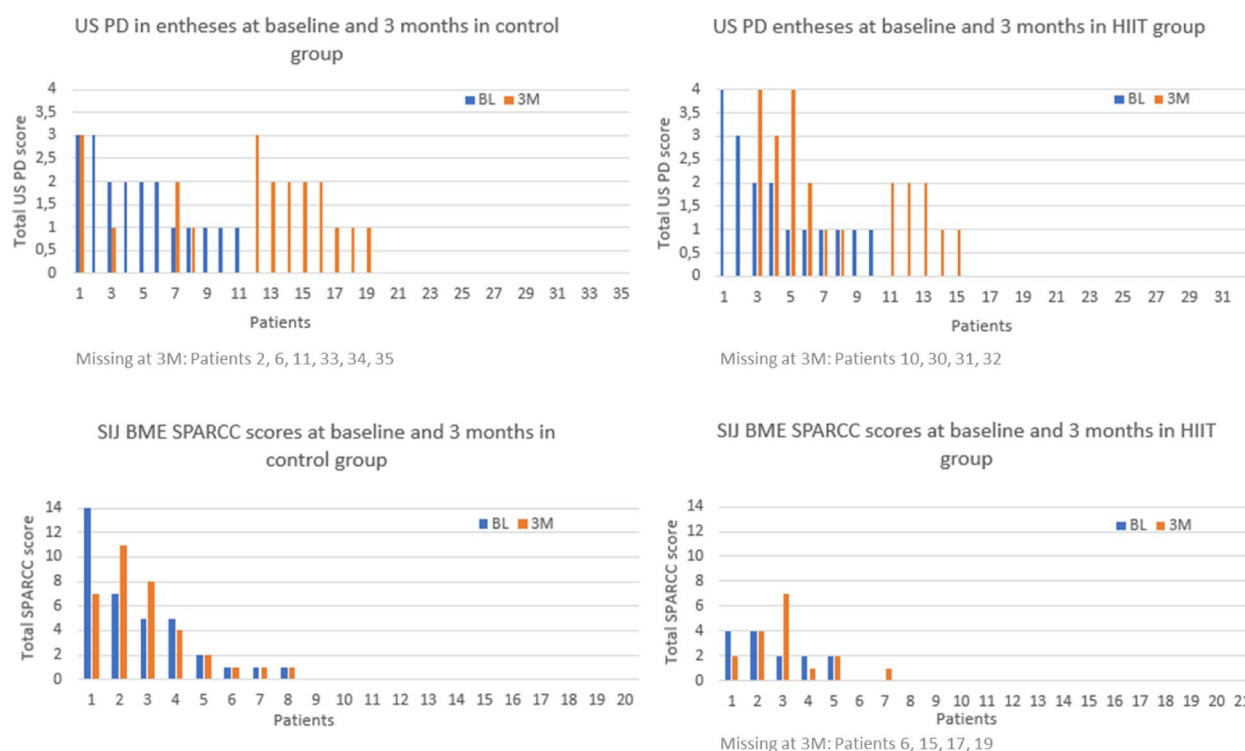 US PD in entheses at baseline and 3 months in control
group
4
3,5
3
2,5
2
1,5
1
0,5
0
Total US PD score
BL 3M
1 3 5 7 9 11 13 15 17 19 21 23 25 27 29 31 33 35
Patients
Missing at 3M: Patients 2, 6, 11, 33, 34, 35
US PD entheses at baseline and 3 months in HIIT group
4
3,5
3
2,5
2
1,5
1
0,5
0
Total US PD score
BL 3M
1 3 5 7 9 11 13 15 17 19 21 23 25 27 29 31
Patients
Missing at 3M: Patients 10, 30, 31, 32
SIJ BME SPARCC scores at baseline and 3 months in
control group
14
12
10
8
6
4
2
0
Total SPARCC score
BL 3M
1 2 3 4 5 6 7 8 9 10 11 12 13 14 15 16 17 18 19 20
Patients
SIJ BME SPARCC scores at baseline and 3 months in HIIT
group
14
12
10
8
6
4
2
0
Total SPARCC score
BL 3M
1 2 3 4 5 6 7 8 9 10 11 12 13 14 15 16 17 18 19 20 21
Patients
Missing at 3M: Patients 6, 15, 17, 19